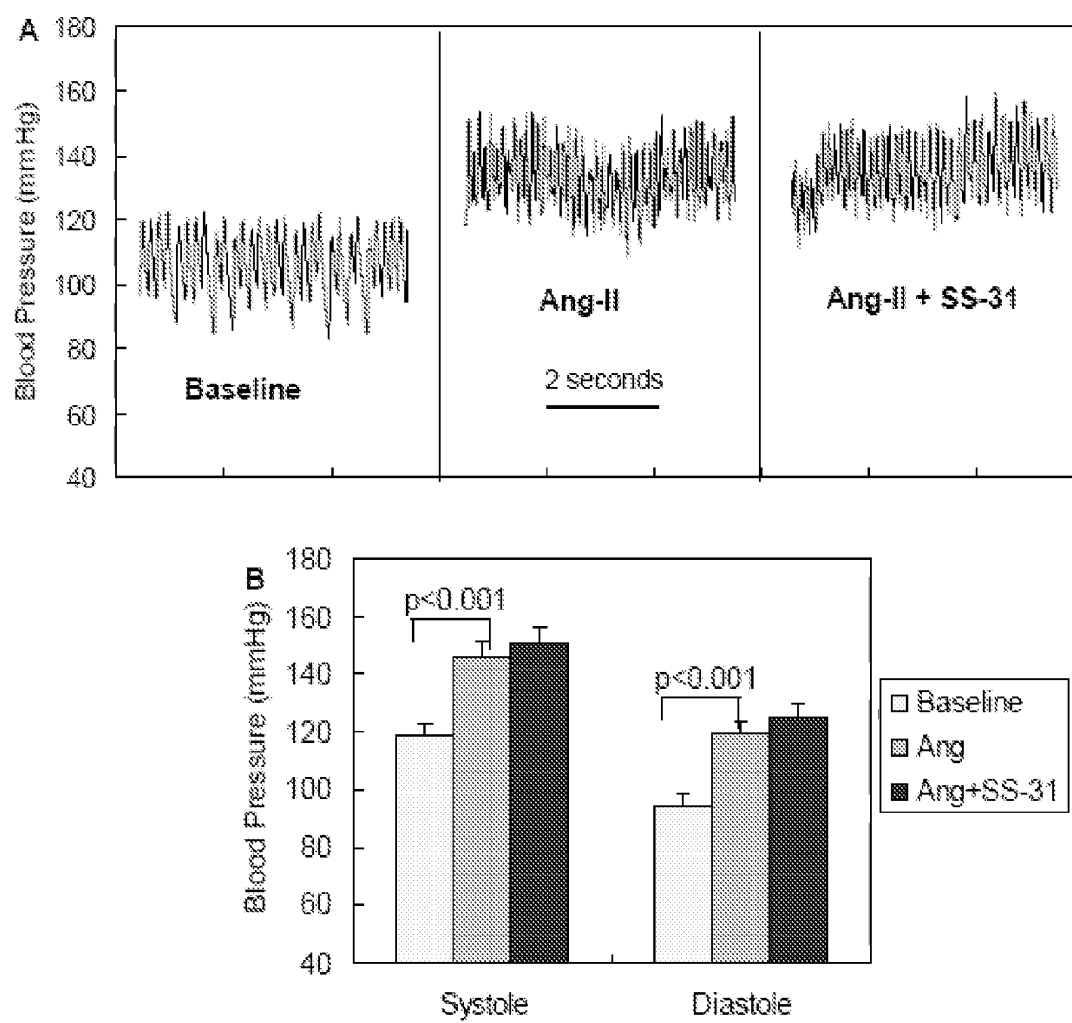 A
Blood Pressure (mmHg)
180
160
140
120
100
80
60
40
Baseline
Ang-II
2 seconds
Ang-II + SS-31
B
Blood Pressure (mmHg)
180
160
140
120
100
80
60
40
p<0.001
p<0.001
Systole
Diastole
Baseline
Ang
Ang+SS-31